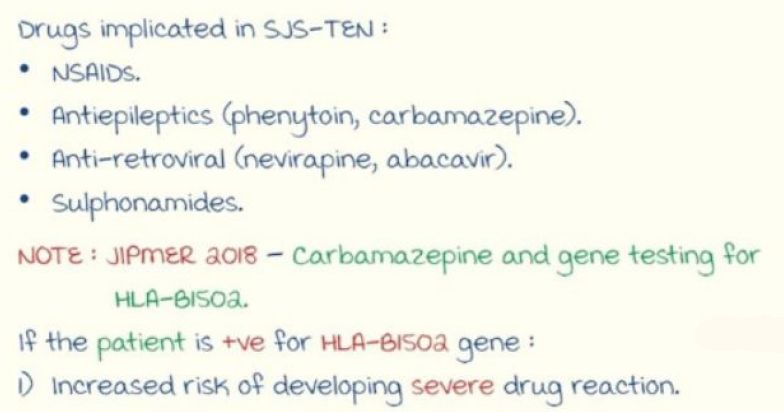 Drugs implicated in SJS-TEN :
• NSAIDs.
• Antiepileptics (phenytoin, carbamazepine).
• Anti-retroviral (nevirapine, abacavir).
• Sulphonamides.
NOTE : JIPMER 2018 – Carbamazepine and gene testing for
HLA-B1502.
If the patient is +ve for HLA-B1502 gene :
1) Increased risk of developing severe drug reaction.